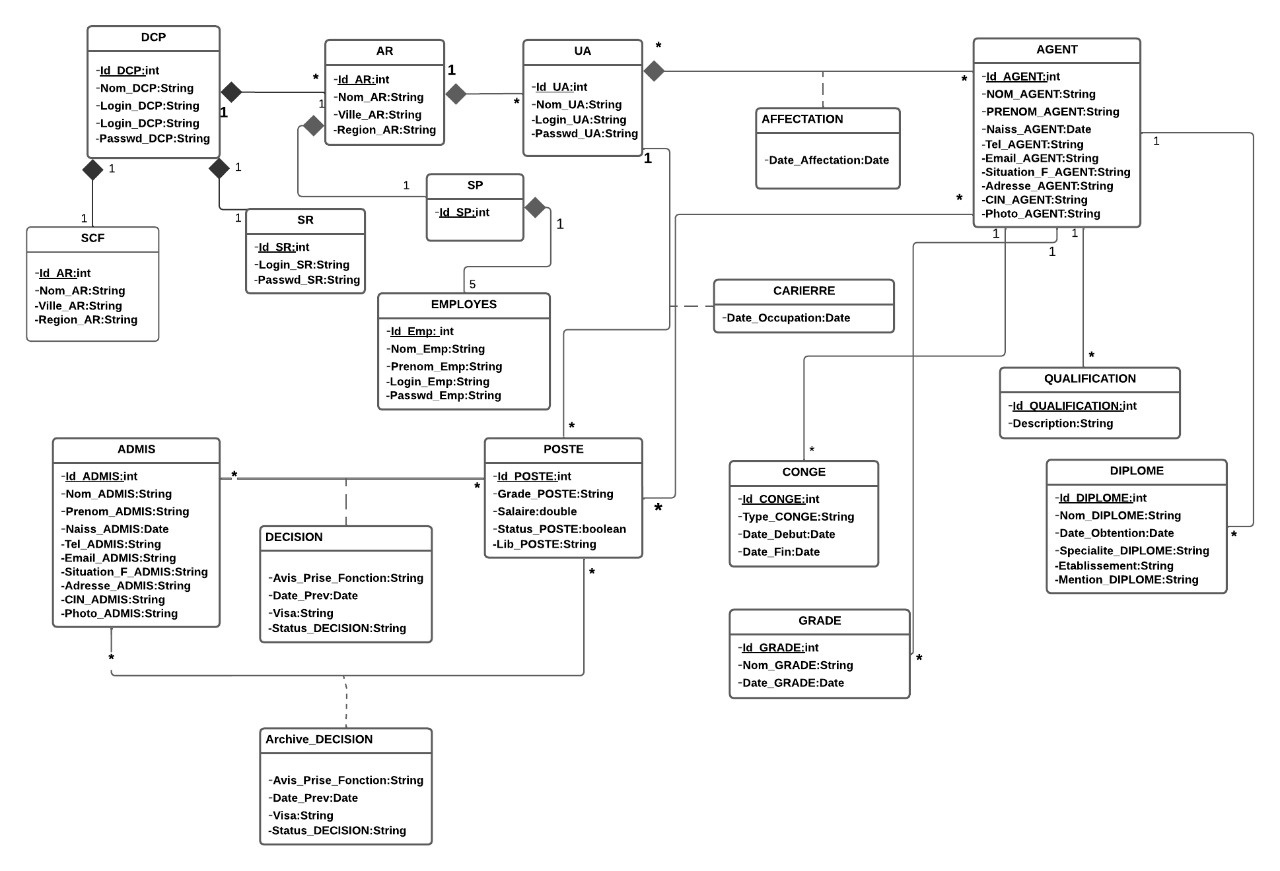 DCP
-Id_DCP:int
-Nom_DCP:String
-Login_DCP:String
-Login_DCP:String
-Passwd_DCP:String
1
1
1
1
1
*
AR
-Id_AR:int
-Nom_AR:String
-Ville_AR:String
-Region_AR:String
1
1
1
*
UA
-Id_UA:int
-Nom_UA:String
-Login_UA:String
-Passwd_UA:String
*
1
*
AGENT
-Id_AGENT:int
-NOM_AGENT:String
-PRENOM_AGENT:String
-Naiss_AGENT:Date
-Tel_AGENT:String
-Email_AGENT:String
-Situation_F_AGENT:String
-Adresse_AGENT:String
-CIN_AGENT:String
-Photo_AGENT:String
*
1
1
1
1
AFFECTATION
-Date_Affectation:Date
SP
-Id_SP:int
1
5
SCF
-Id_AR:int
-Nom_AR:String
-Ville_AR:String
-Region_AR:String
SR
-Id_SR:int
-Login_SR:String
-Passwd_SR:String
EMPLOYES
-Id_Emp: int
-Nom_Emp:String
-Prenom_Emp:String
-Login_Emp:String
-Passwd_Emp:String
CARIERRE
-Date_Occupation:Date
*
QUALIFICATION
-Id_QUALIFICATION:int
-Description:String
ADMIS
-Id_ADMIS:int
-Nom_ADMIS:String
-Prenom_ADMIS:String
-Naiss_ADMIS:Date
-Tel_ADMIS:String
-Email_ADMIS:String
-Situation_F_ADMIS:String
-Adresse_ADMIS:String
-CIN_ADMIS:String
-Photo_ADMIS:String
*
*
*
*
POSTE
-Id_POSTE:int
-Grade_POSTE:String
-Salaire:double
-Status_POSTE:boolean
-Lib_POSTE:String
*
*
*
CONGE
-Id_CONGE:int
-Type_CONGE:String
-Date_Debut:Date
-Date_Fin:Date
DIPLOME
-Id_DIPLOME:int
-Nom_DIPLOME:String
-Date_Obtention:Date
-Specialite_DIPLOME:String
-Etablissement:String
-Mention_DIPLOME:String
*
DECISION
-Avis_Prise_Fonction:String
-Date_Prev:Date
-Visa:String
-Status_DECISION:String
GRADE
-Id_GRADE:int
-Nom_GRADE:String
-Date_GRADE:Date
*
Archive_DECISION
-Avis_Prise_Fonction:String
-Date_Prev:Date
-Visa:String
-Status_DECISION:String